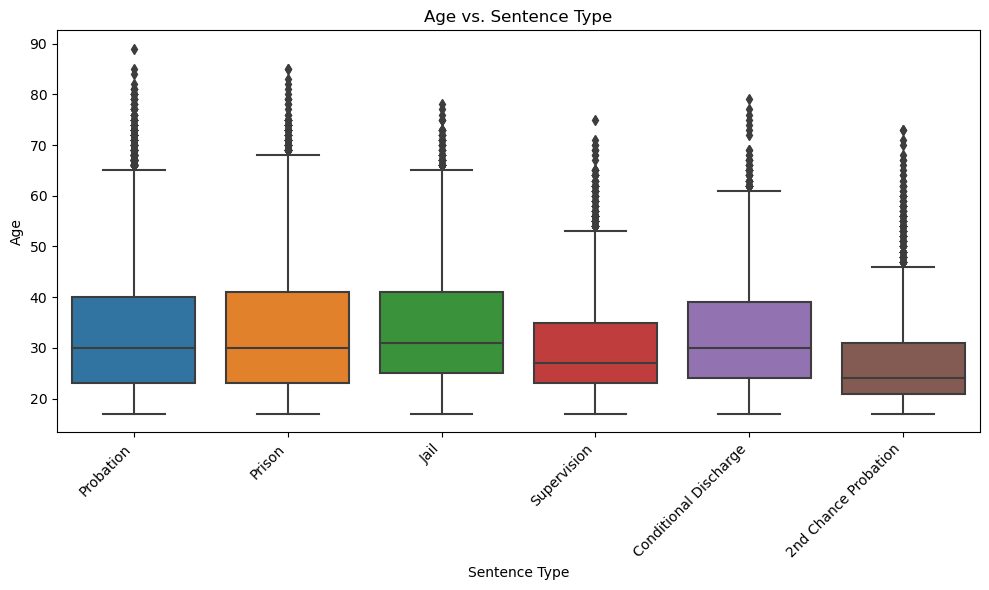 Age vs. Sentence Type
90
80
70
60
50
40
30
20
Age
Probation
Prison
Jail
Supervision
Conditional Discharge
2nd Chance Probation
Sentence Type